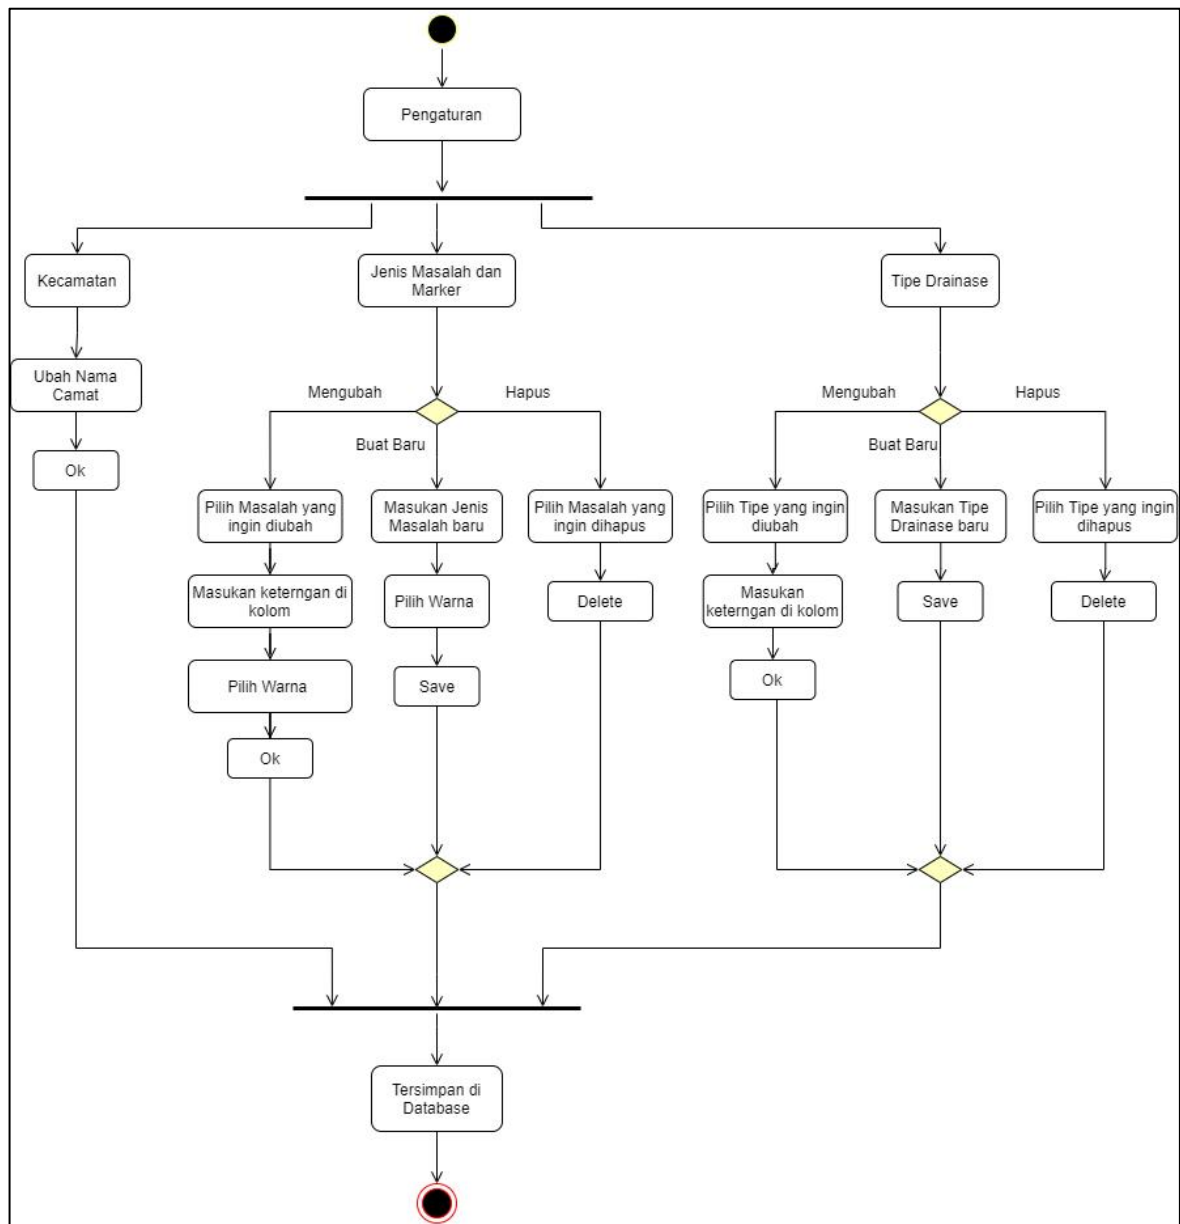 Pengaturan
Kecamatan
Jenis Masalah dan
Marker
Tipe Drainase
Ubah Nama
Camat
Ok
Mengubah
Hapus
Buat Baru
Mengubah
Hapus
Buat Baru
Pilih Masalah yang
ingin diubah
Masukan Jenis
Masalah baru
Pilih Masalah yang
ingin dihapus
Pilih Tipe yang ingin
diubah
Masukan Tipe
Drainase baru
Pilih Tipe yang ingin
dihapus
Masukan keterngan di
kolom
Pilih Warna
Delete
Masukan
keterngan di kolom
Save
Delete
Pilih Warna
Save
Ok
Ok
Tersimpan di
Database